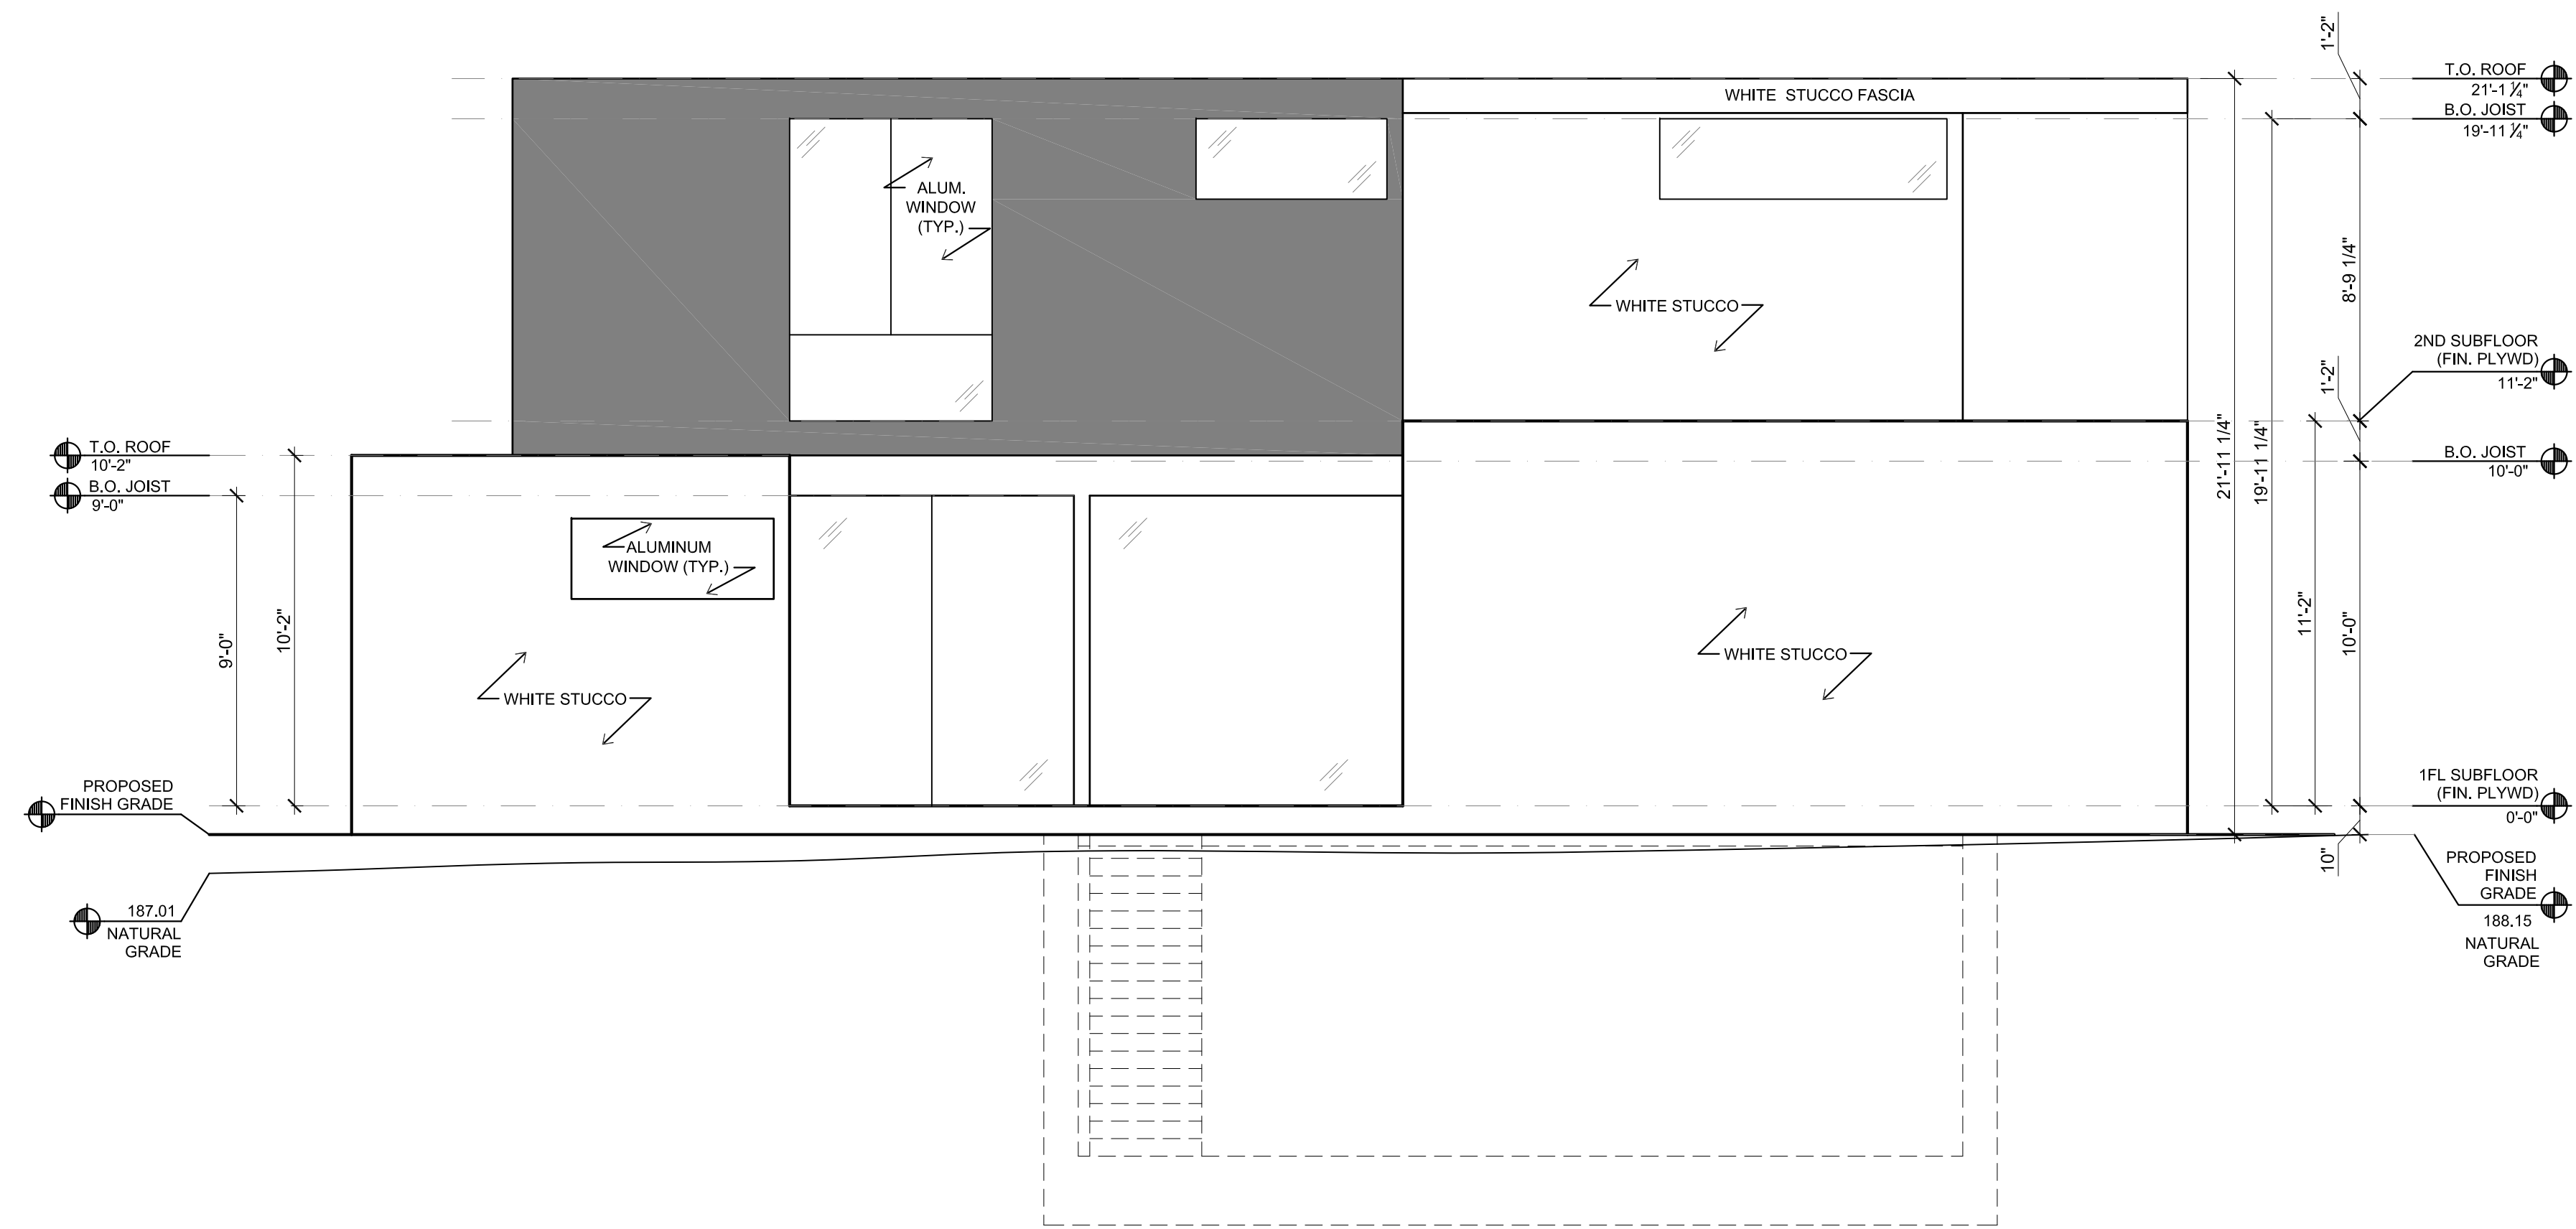 1'-2"
T.O. ROOF
21'-1 ¼"
WHITE  STUCCO FASCIA
B.O. JOIST
19'-11 ¼"
ALUM.
WINDOW
(TYP.)
8'-9 1/4"
WHITE STUCCO
2ND SUBFLOOR
(FIN. PLYWD)
11'-2"
1'-2"
T.O. ROOF
10'-2"
B.O. JOIST
9'-0"
21'-11 1/4"
19'-11 1/4"
B.O. JOIST
10'-0"
ALUMINUM
WINDOW (TYP.)
9'-0"
10'-2"
11'-2"
10'-0"
WHITE STUCCO
WHITE STUCCO
PROPOSED
FINISH GRADE
1FL SUBFLOOR
(FIN. PLYWD)
0'-0"
10"
PROPOSED
FINISH
GRADE
187.01
NATURAL
GRADE
188.15
NATURAL
GRADE